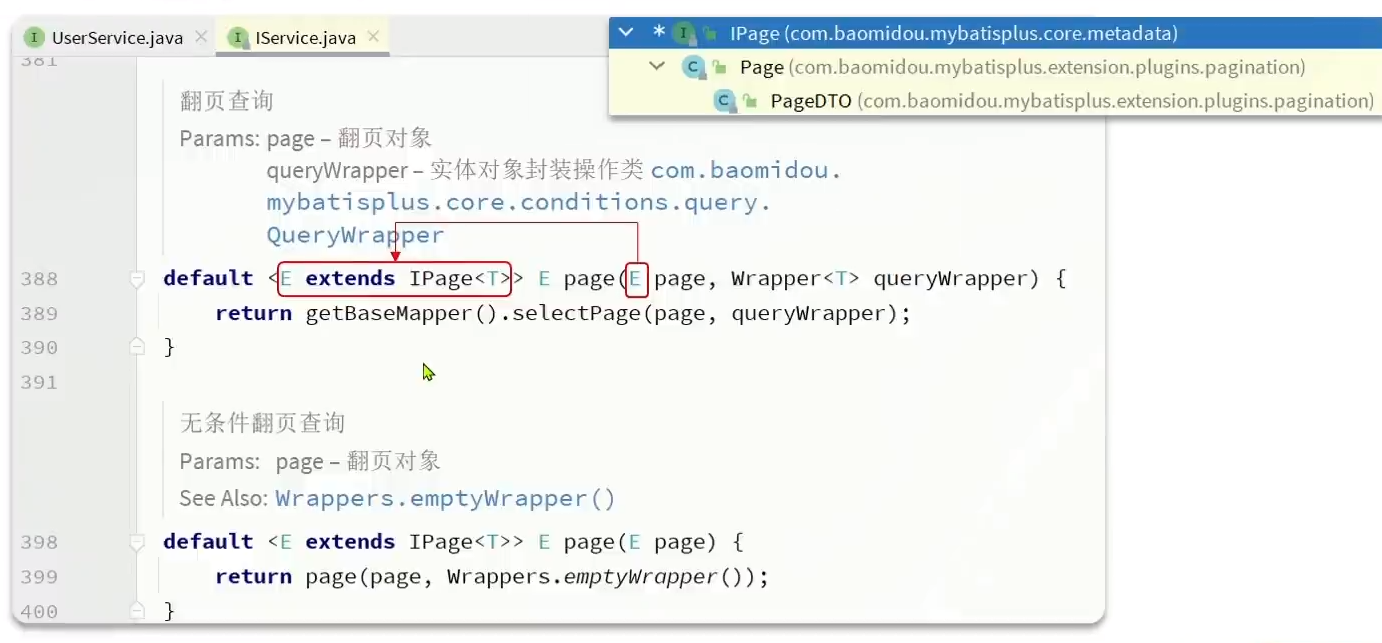 UserService.java
IService.java
IPage (com.baomidou.mybatisplus.core.metadata)
Page (com.baomidou.mybatisplus.extension.plugins.pagination)
PageDTO (com.baomidou.mybatisplus.extension.plugins.pagination)
381
翻页查询
Params: page – 翻页对象
queryWrapper – 实体对象封装操作类 com.baomidou.
mybatisplus.core.conditions.query.
QueryWrapper
388 default <E extends IPage<T>> E page(E page, Wrapper<T> queryWrapper) {
389 return getBaseMapper().selectPage(page, queryWrapper);
390 }
391
无条件翻页查询
Params: page – 翻页对象
See Also: Wrappers.emptyWrapper()
398 default <E extends IPage<T>> E page(E page) {
399 return page(page, Wrappers.emptyWrapper());
400 }